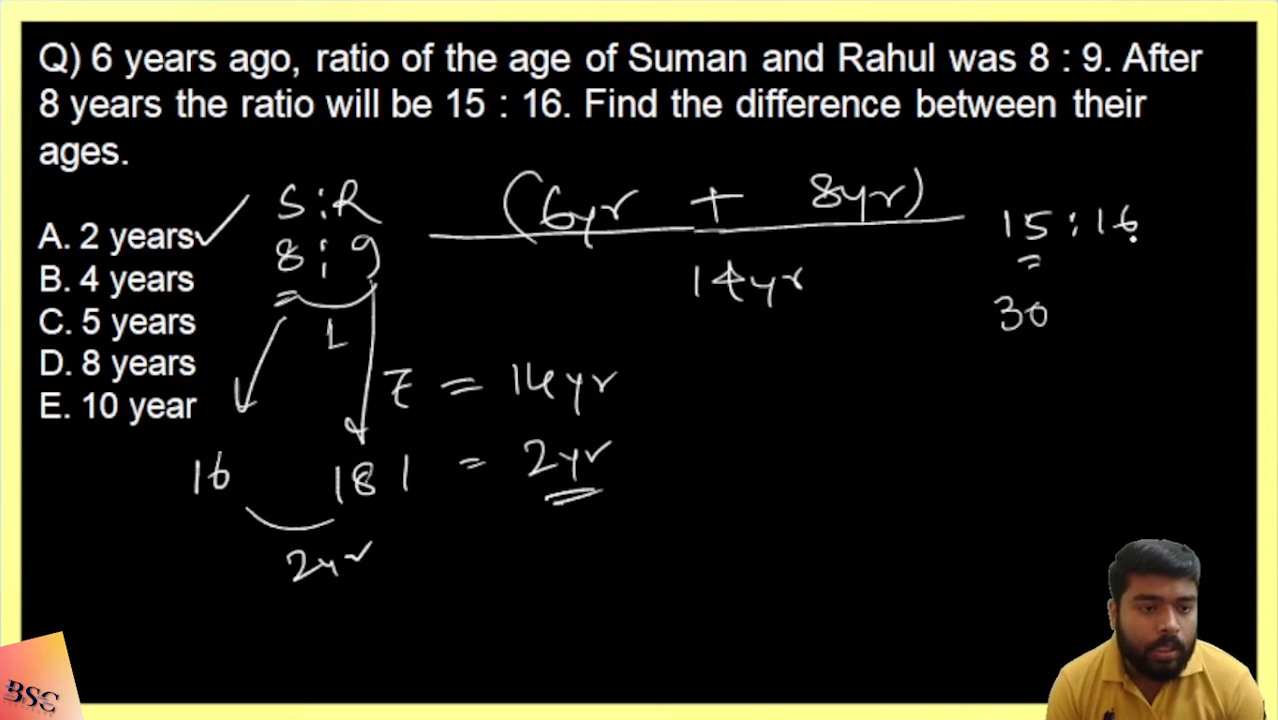 Q) 6 years ago, ratio of the age of Suman and Rahul was 8 : 9. After
8 years the ratio will be 15 : 16. Find the difference between their
ages.
A. 2 years✓
B. 4 years
C. 5 years
D. 8 years
E. 10 year
S:R
8:9
1
(6yr + 8yr)
14yr
15:16
30
7 = 14yr
1 = 2yr
16 18
2yr
BSC